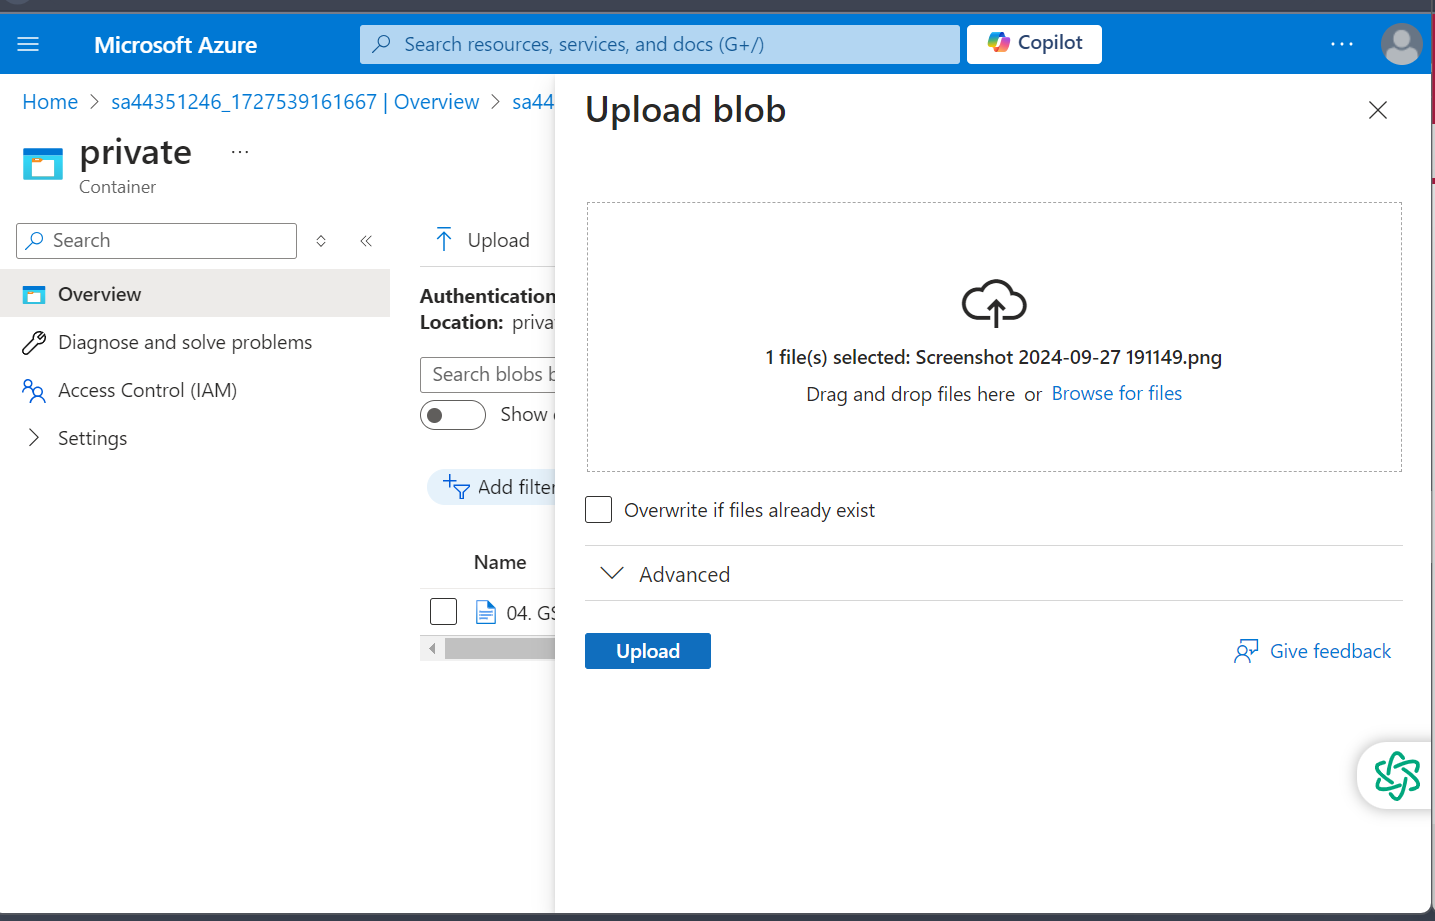 Microsoft Azure
Search resources, services, and docs (G+/)
Copilot
Home > sa44351246_1727539161667 | Overview > sa44
private
Container
Search
Overview
Diagnose and solve problems
Access Control (IAM)
Settings
Upload
Authentication
Location: priva
Search blobs b
Show
Add filter
Name
04. GS
Upload blob
1 file(s) selected: Screenshot 2024-09-27 191149.png
Drag and drop files here or Browse for files
Overwrite if files already exist
Advanced
Upload
Give feedback